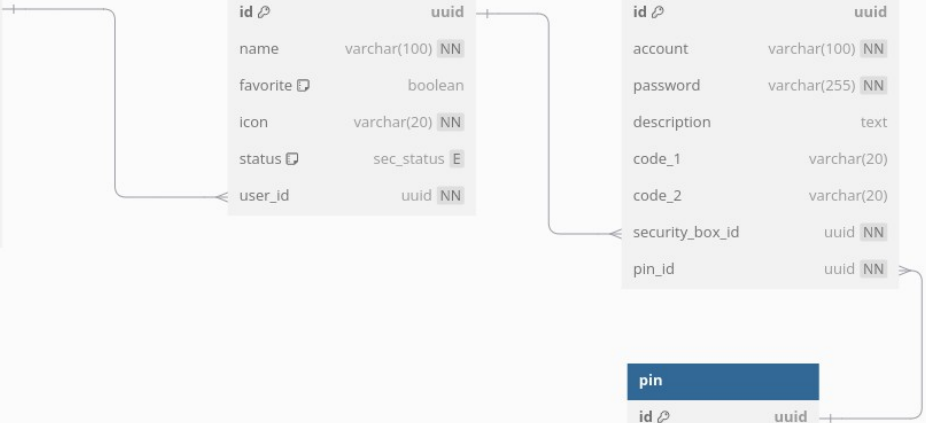 id uuid
name varchar(100) NN
favorite boolean
icon varchar(20) NN
status sec_status E
user_id uuid NN
id uuid
account varchar(100) NN
password varchar(255) NN
description text
code_1 varchar(20)
code_2 varchar(20)
security_box_id uuid NN
pin_id uuid NN
pin
id uuid